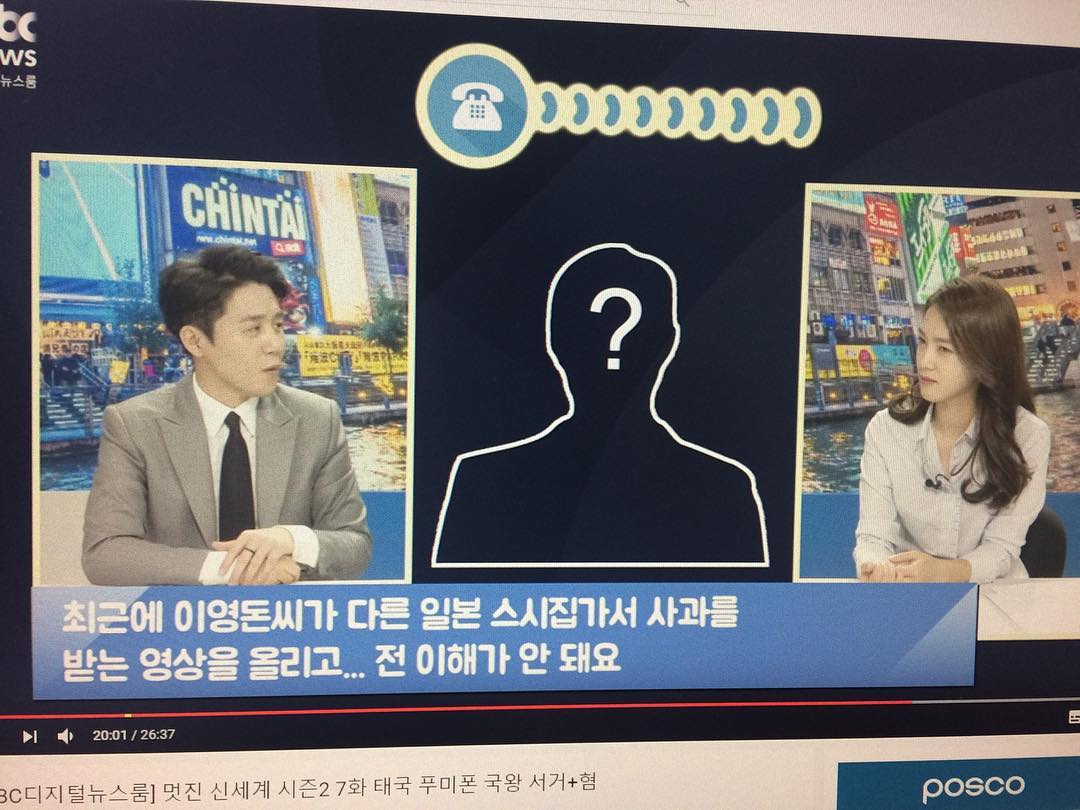 bc
ws
뉴스룸
CHINTAI
www.chintai.net
?
최근에 이영돈씨가 다른 일본 스시집가서 사과를
받는 영상을 올리고... 전 이해가 안 돼요
20:01 / 26:37
BC디지털뉴스룸] 멋진 신세계 시즌2 7화 태국 푸미폰 국왕 서거+혐
posco